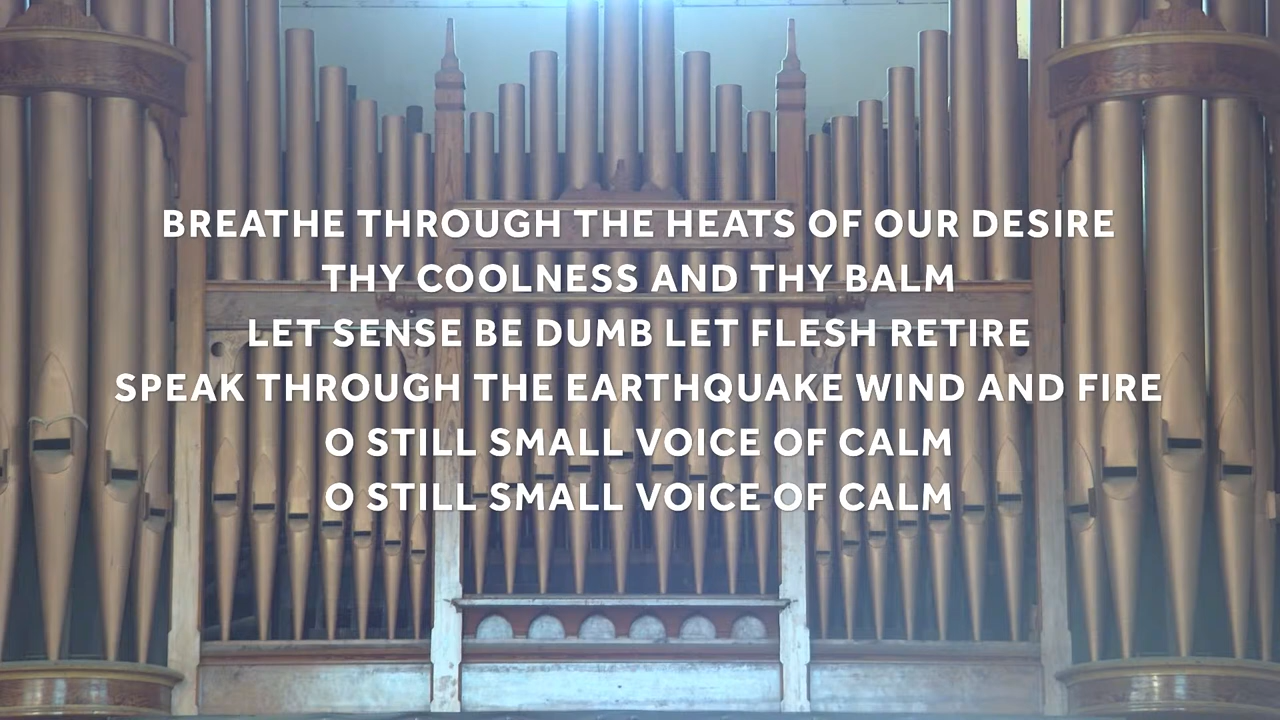 BREATHE THROUGH THE HEATS OF OUR DESIRE
THY COOLNESS AND THY BALM
LET SENSE BE DUMB LET FLESH RETIRE
SPEAK THROUGH THE EARTHQUAKE WIND AND FIRE
O STILL SMALL VOICE OF CALM
O STILL SMALL VOICE OF CALM